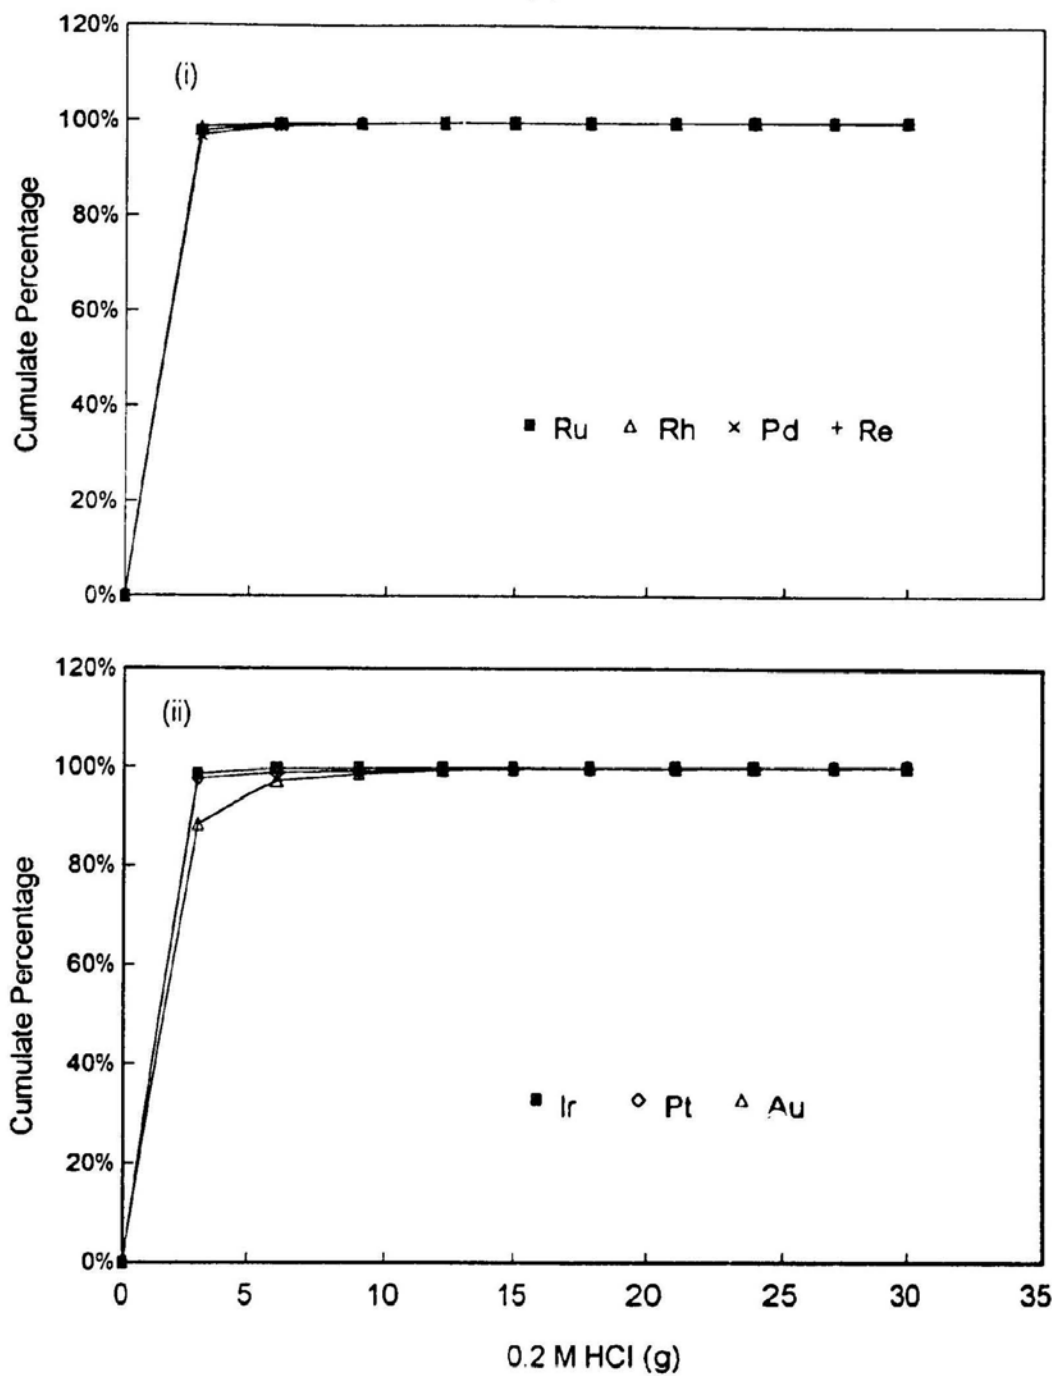 120%
(i)
100%
80%
60%
40%
20%
0%
Cumulate Percentage
Ru Rh Pd Re
120%
(ii)
100%
80%
60%
40%
20%
0%
Cumulate Percentage
Ir Pt Au
0 5 10 15 20 25 30 35
0.2 M HCl (g)